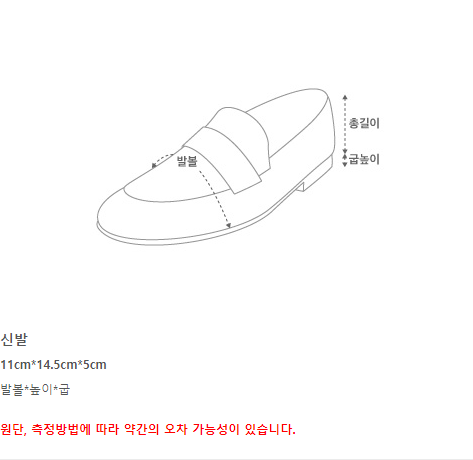 총길이
굽높이
발볼
신발
11cm*14.5cm*5cm
발볼*높이*굽
원단, 측정방법에 따라 약간의 오차 가능성이 있습니다.